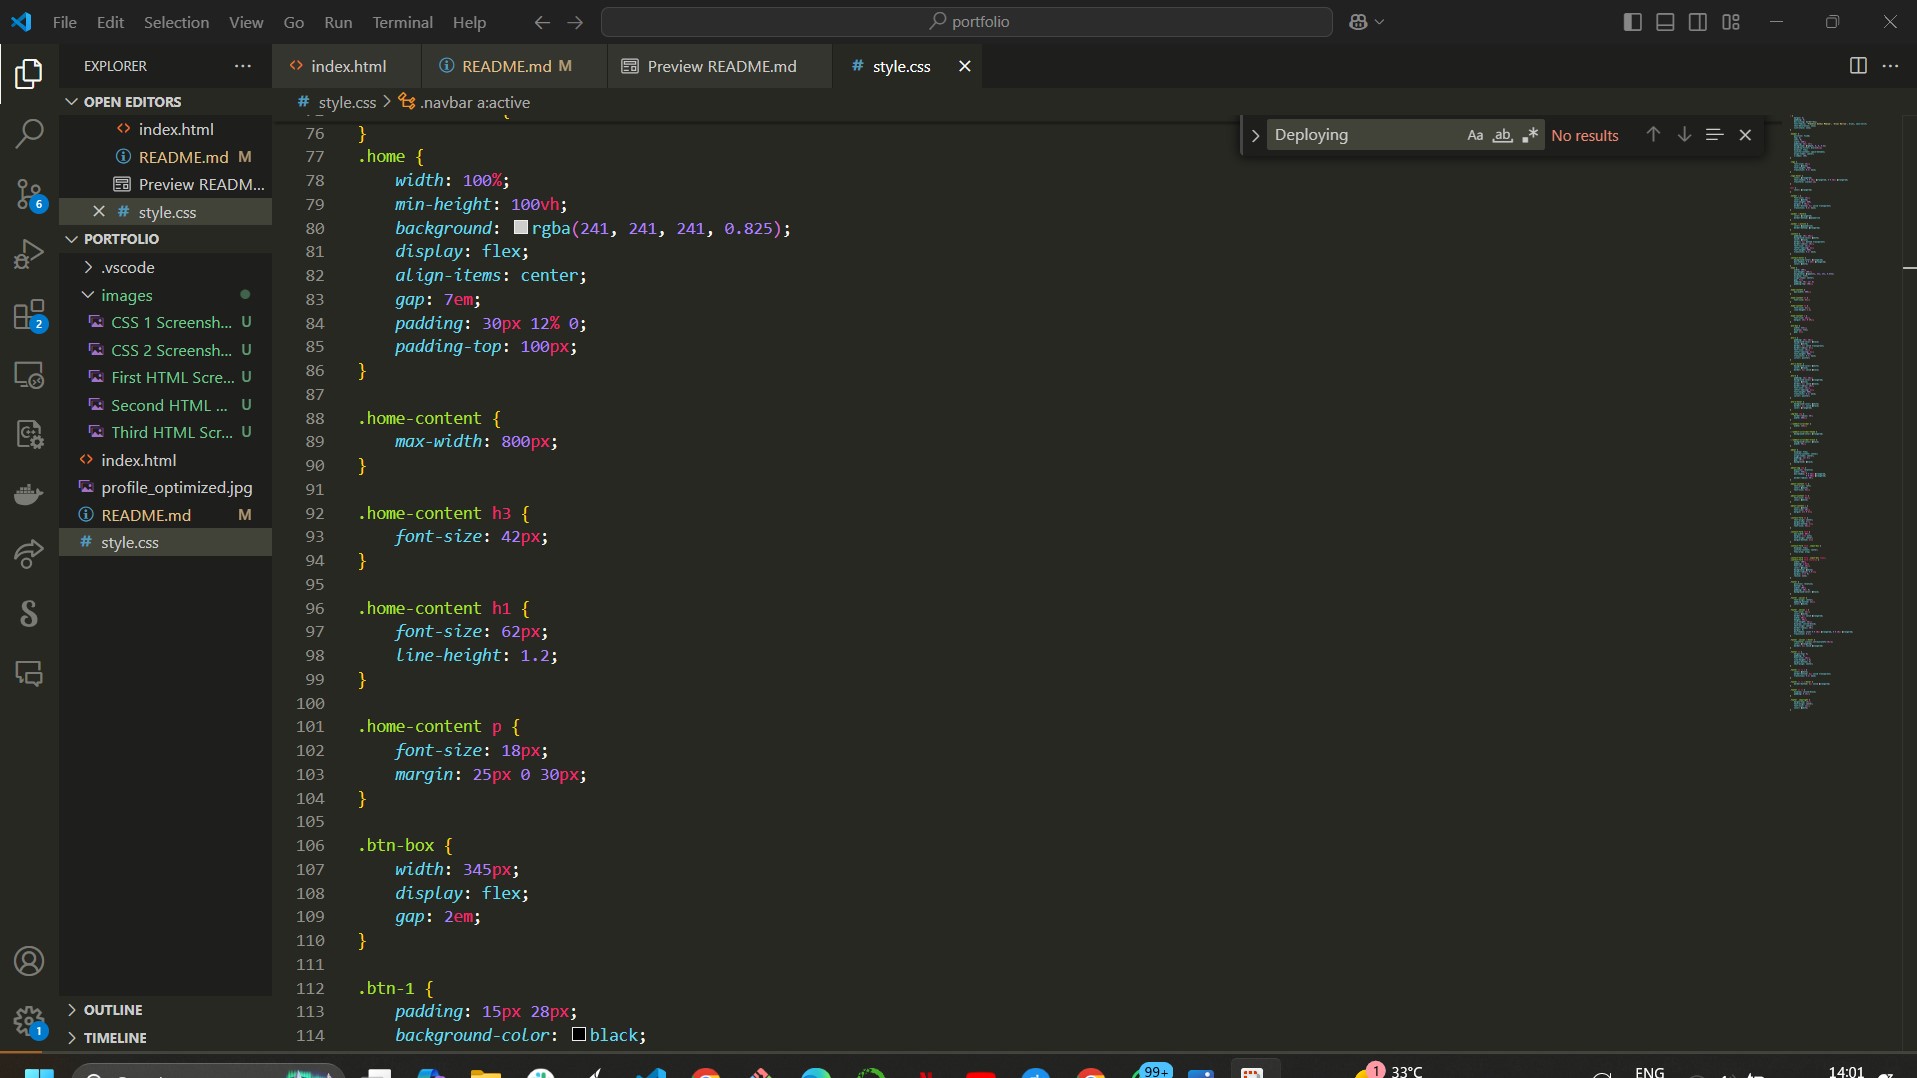 File Edit Selection View Go Run Terminal Help
portfolio
EXPLORER
index.html
README.md M
Preview README.md
style.css
OPEN EDITORS
index.html
README.md M
Preview READM...
style.css
PORTFOLIO
.vscode
images
CSS 1 Screensh... U
CSS 2 Screensh... U
First HTML Scre... U
Second HTML ... U
Third HTML Scr... U
index.html
profile_optimized.jpg
README.md M
style.css
OUTLINE
TIMELINE
6
2
1
style.css > .navbar a:active
Deploying Aa ab .* No results
76 }
77 .home {
78 width: 100%;
79 min-height: 100vh;
80 background: rgba(241, 241, 241, 0.825);
81 display: flex;
82 align-items: center;
83 gap: 7em;
84 padding: 30px 12% 0;
85 padding-top: 100px;
86 }
87
88 .home-content {
89 max-width: 800px;
90 }
91
92 .home-content h3 {
93 font-size: 42px;
94 }
95
96 .home-content h1 {
97 font-size: 62px;
98 line-height: 1.2;
99 }
100
101 .home-content p {
102 font-size: 18px;
103 margin: 25px 0 30px;
104 }
105
106 .btn-box {
107 width: 345px;
108 display: flex;
109 gap: 2em;
110 }
111
112 .btn-1 {
113 padding: 15px 28px;
114 background-color: black;
99+
1
33°C
ENG
14:01